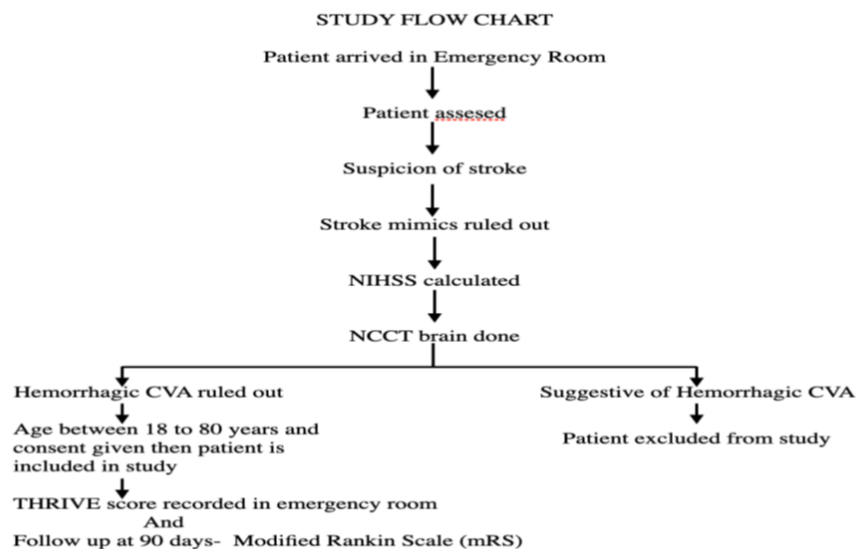 STUDY FLOW CHART
Patient arrived in Emergency Room
Patient assesed
Suspicion of stroke
Stroke mimics ruled out
NIHSS calculated
NCCT brain done
Hemorrhagic CVA ruled out
Suggestive of Hemorrhagic CVA
Age between 18 to 80 years and
consent given then patient is
included in study
Patient excluded from study
THRIVE score recorded in emergency room
And
Follow up at 90 days- Modified Rankin Scale (mRS)